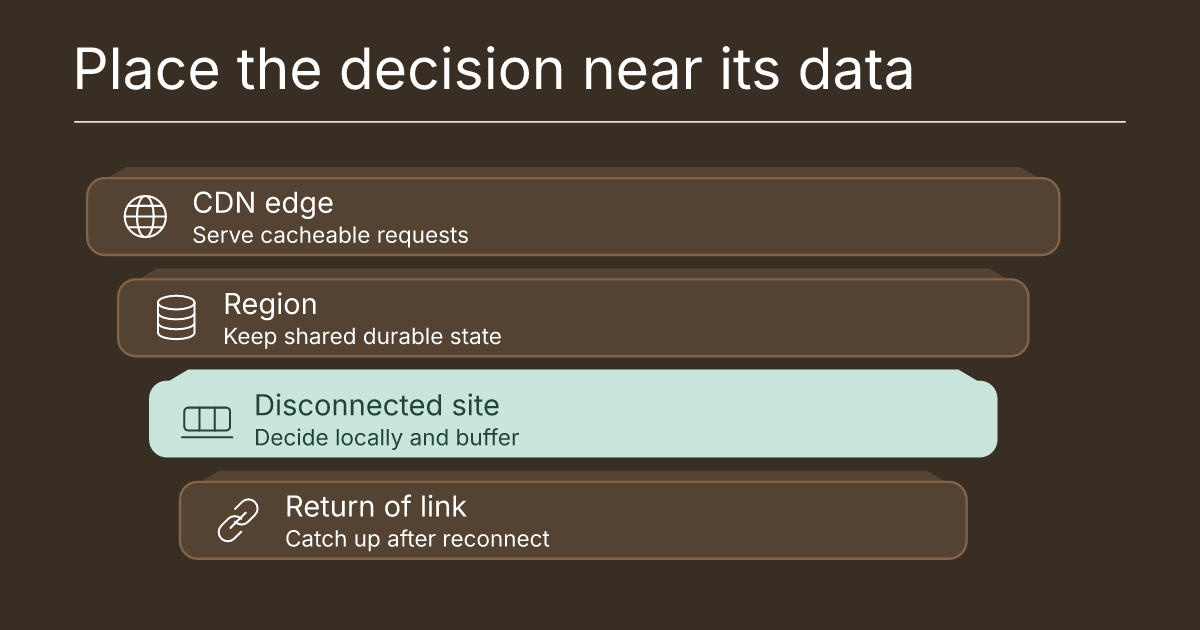 Place the decision near its data
CDN edge
Serve cacheable requests
Region
Keep shared durable state
Disconnected site
Decide locally and buffer
Return of link
Catch up after reconnect